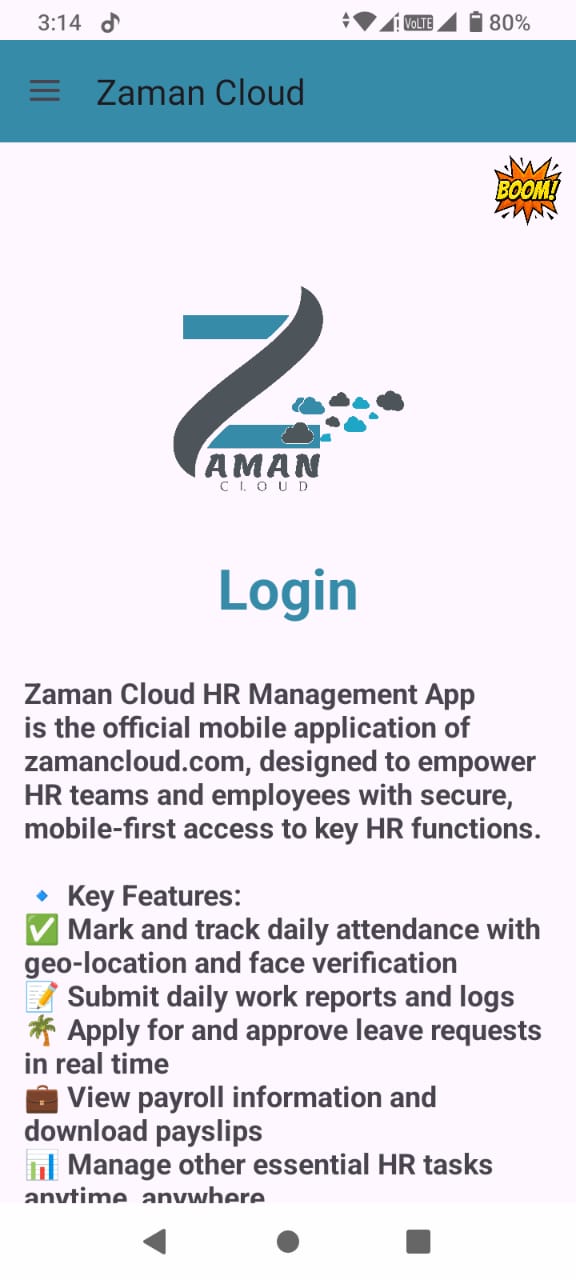 3:14
VoLTE
80%
Zaman Cloud
BOOM!
AMAN
CLOUD
Login
Zaman Cloud HR Management App
is the official mobile application of
zamancloud.com, designed to empower
HR teams and employees with secure,
mobile-first access to key HR functions.
🔹 Key Features:
✅ Mark and track daily attendance with
geo-location and face verification
📝 Submit daily work reports and logs
🌴 Apply for and approve leave requests
in real time
💼 View payroll information and
download payslips
📊 Manage other essential HR tasks
anytime, anywhere